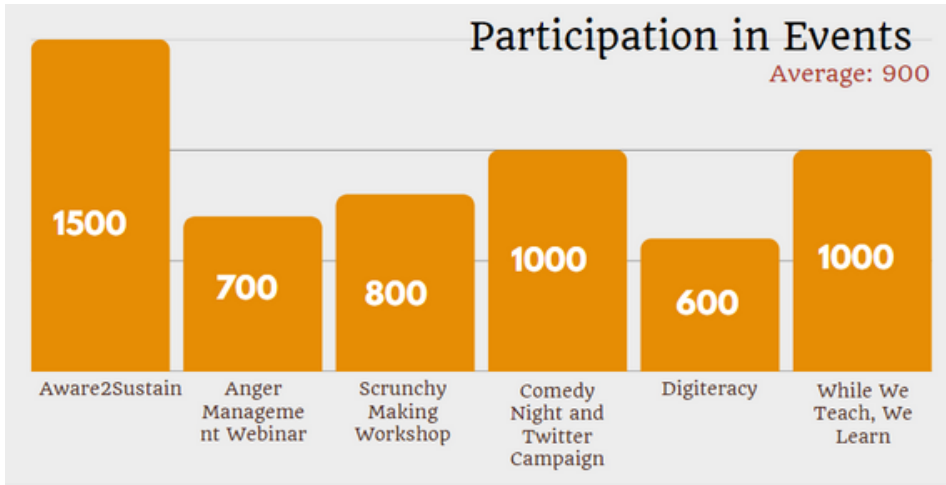 Participation in Events
Average: 900
1500
700
800
1000
600
1000
Aware2Sustain
Anger
Manageme
nt Webinar
Scrunchy
Making
Workshop
Comedy
Night and
Twitter
Campaign
Digiteracy
While We
Teach, We
Learn